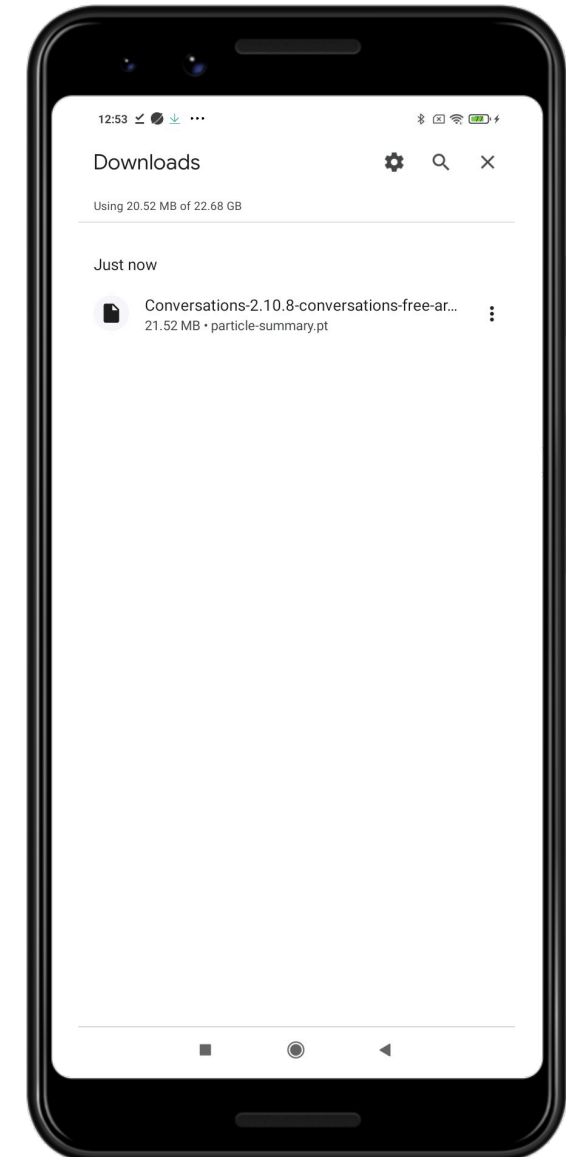 12:53
77
Downloads
Using 20.52 MB of 22.68 GB
Just now
Conversations-2.10.8-conversations-free-ar...
21.52 MB • particle-summary.pt